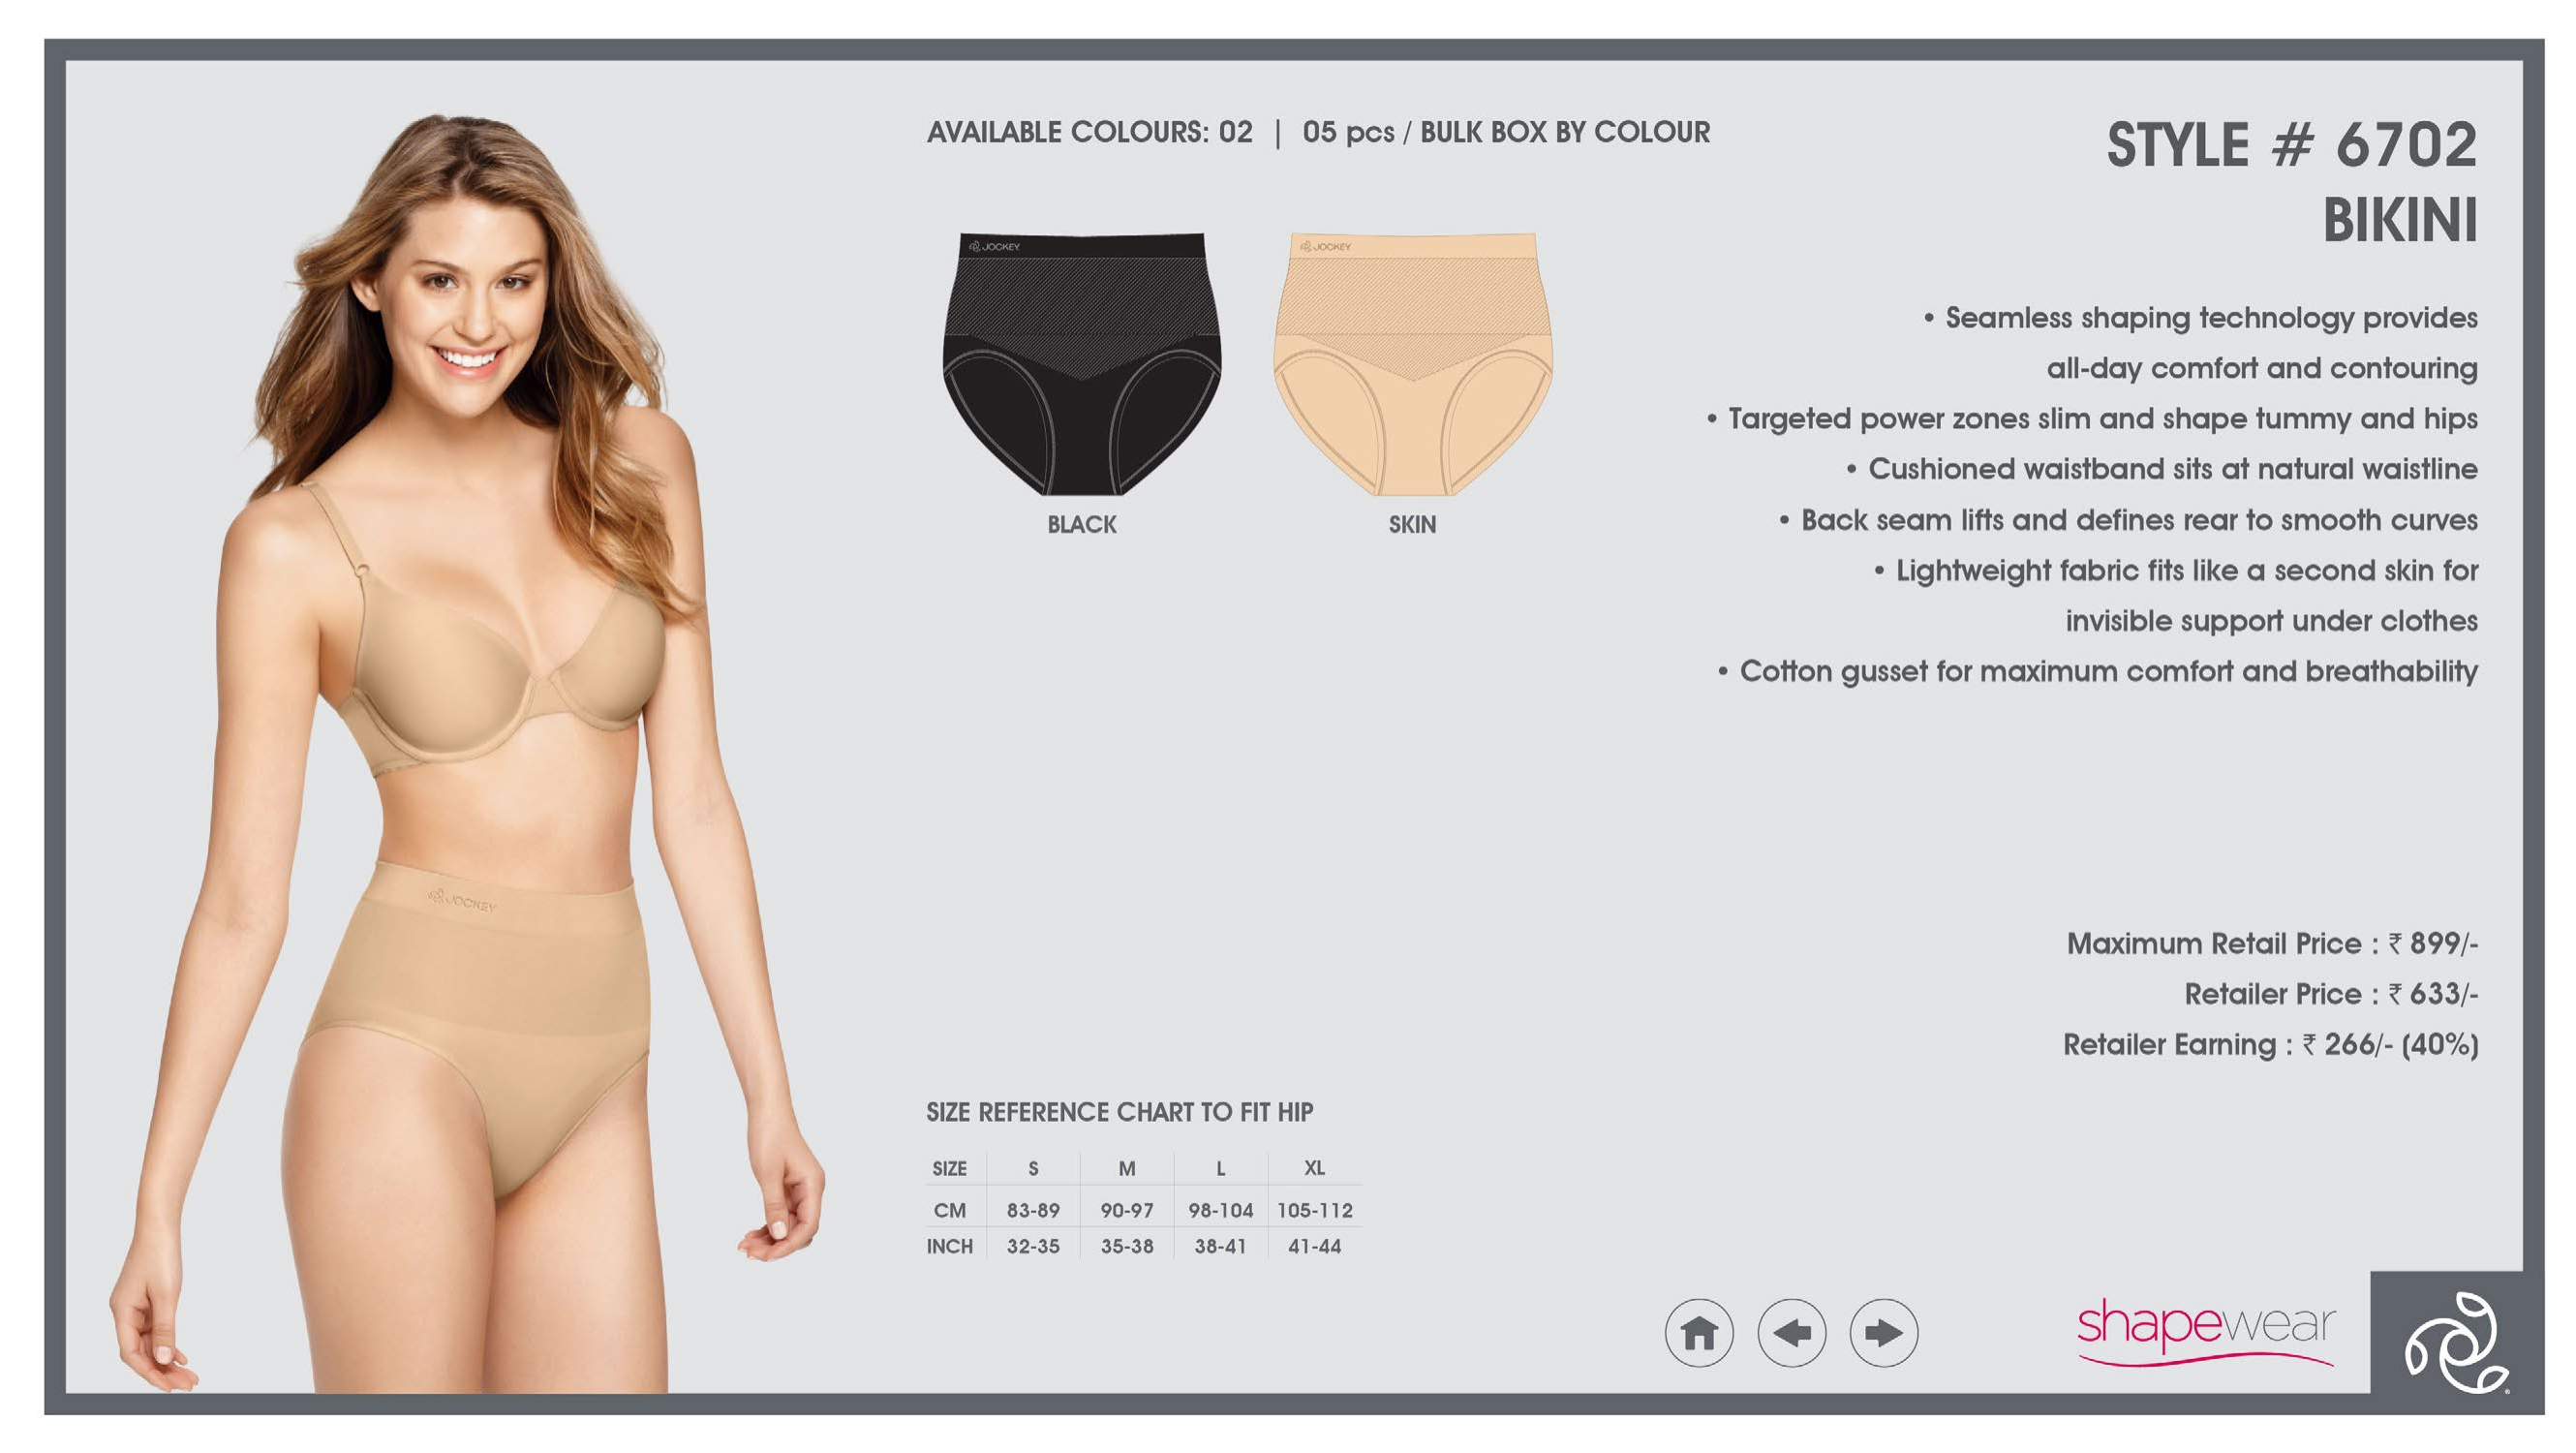 AVAILABLE COLOURS: 02 | 05 pcs / BULK BOX BY COLOUR
STYLE # 6702
BIKINI
JOCKEY
JOCKEY
BLACK
SKIN
• Seamless shaping technology provides
all-day comfort and contouring
• Targeted power zones slim and shape tummy and hips
• Cushioned waistband sits at natural waistline
• Back seam lifts and defines rear to smooth curves
• Lightweight fabric fits like a second skin for
invisible support under clothes
• Cotton gusset for maximum comfort and breathability
JOCKEY
Maximum Retail Price : ₹ 899/-
Retailer Price : ₹ 633/-
Retailer Earning : ₹ 266/- (40%)
SIZE REFERENCE CHART TO FIT HIP
SIZE S M L XL
CM 83-89 90-97 98-104 105-112
INCH 32-35 35-38 38-41 41-44
shapewear